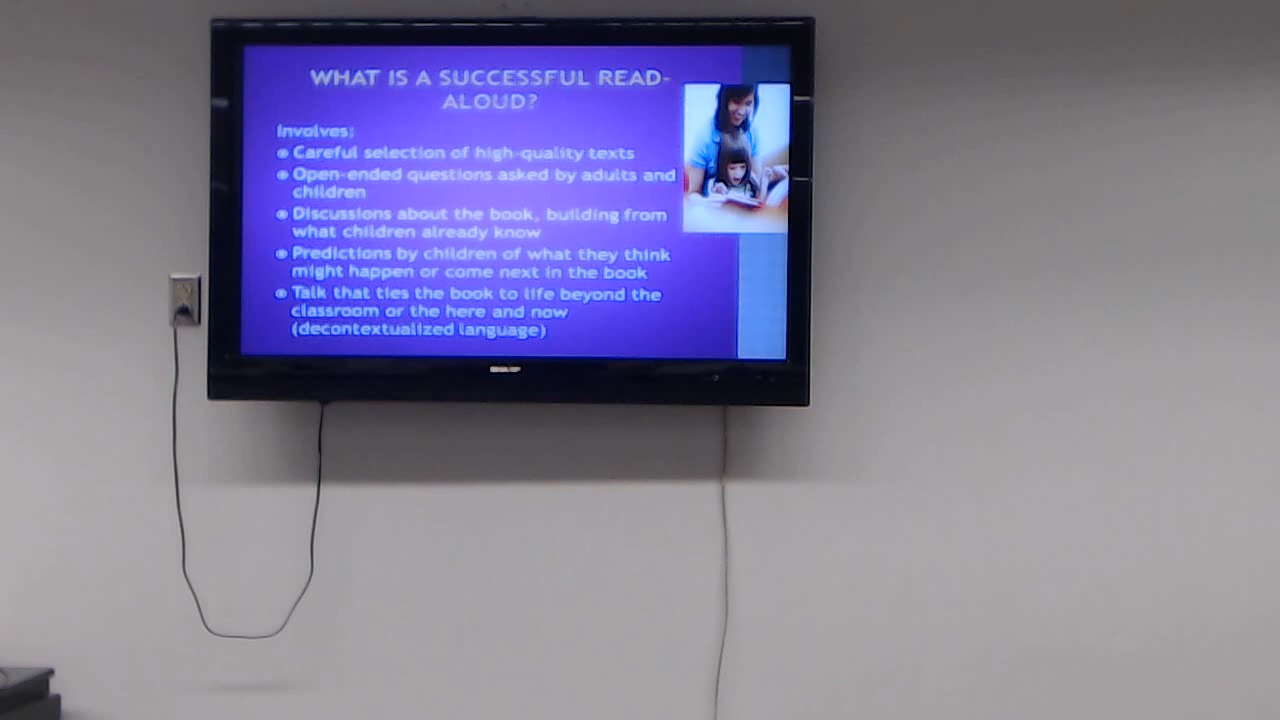 WHAT IS A SUCCESSFUL READ-
ALOUD?
Involves:
Careful selection of high-quality texts
Open-ended questions asked by adults and
children
Discussions about the book, building from
what children already know
Predictions by children of what they think
might happen or come next in the book
Talk that ties the book to life beyond the
classroom or the here and now
(decontextualized language)
SHARP